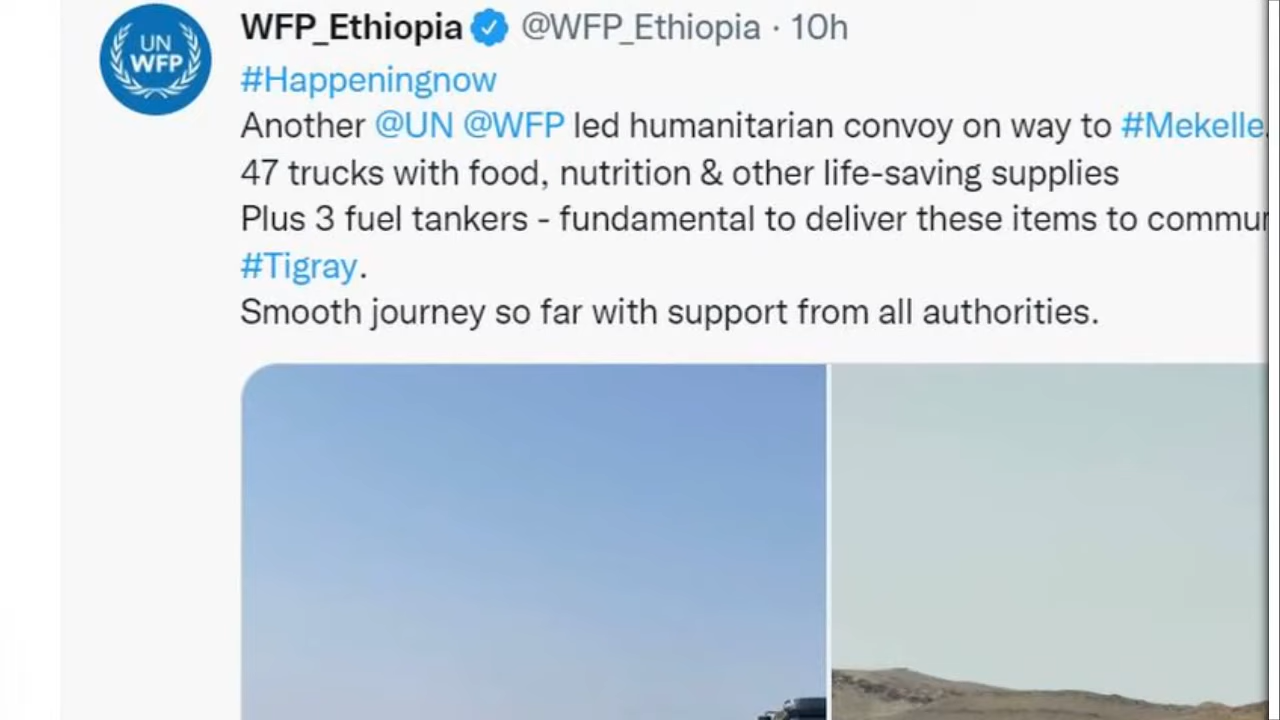 UN
WFP
WFP_Ethiopia @WFP_Ethiopia · 10h
#Happeningnow
Another @UN @WFP led humanitarian convoy on way to #Mekelle.
47 trucks with food, nutrition & other life-saving supplies
Plus 3 fuel tankers - fundamental to deliver these items to
#Tigray.
Smooth journey so far with support from all authorities.